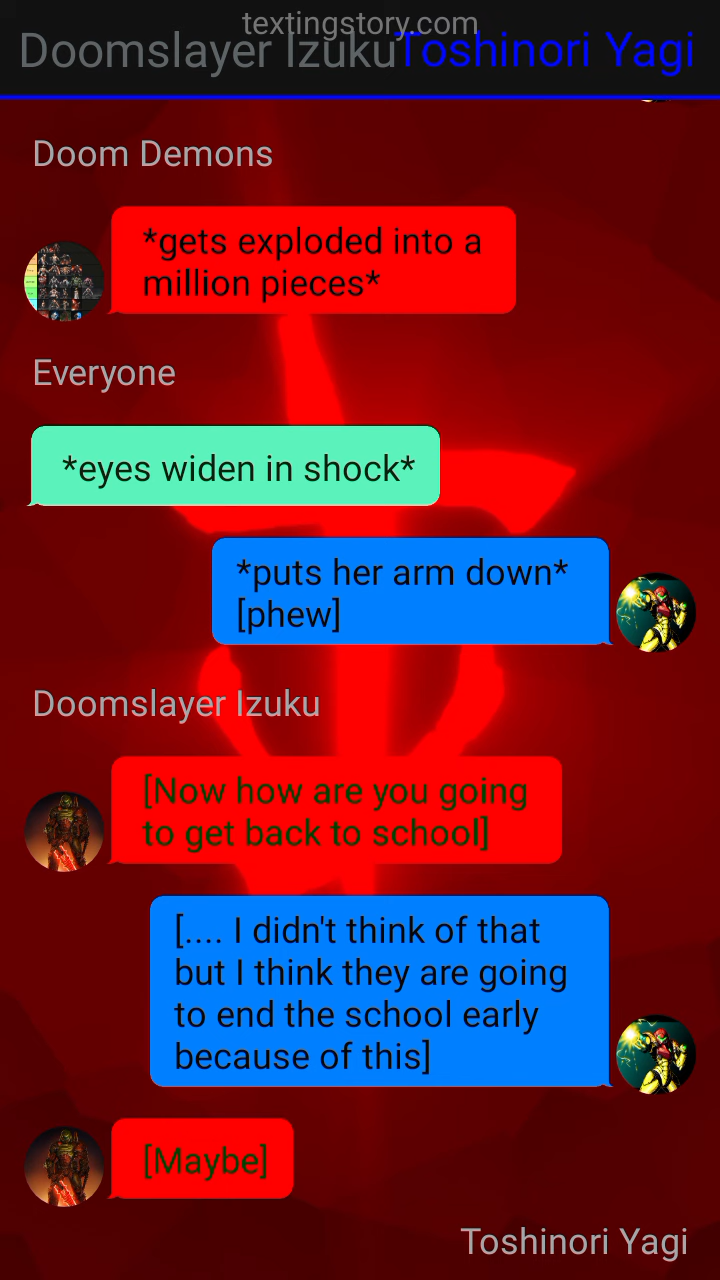 textingstory.com
Doomslayer Izuku Toshinori Yagi
Doom Demons
*gets exploded into a
million pieces*
Everyone
*eyes widen in shock*
*puts her arm down*
[phew]
Doomslayer Izuku
[Now how are you going
to get back to school]
[.... I didn't think of that
but I think they are going
to end the school early
because of this]
[Maybe]
Toshinori Yagi